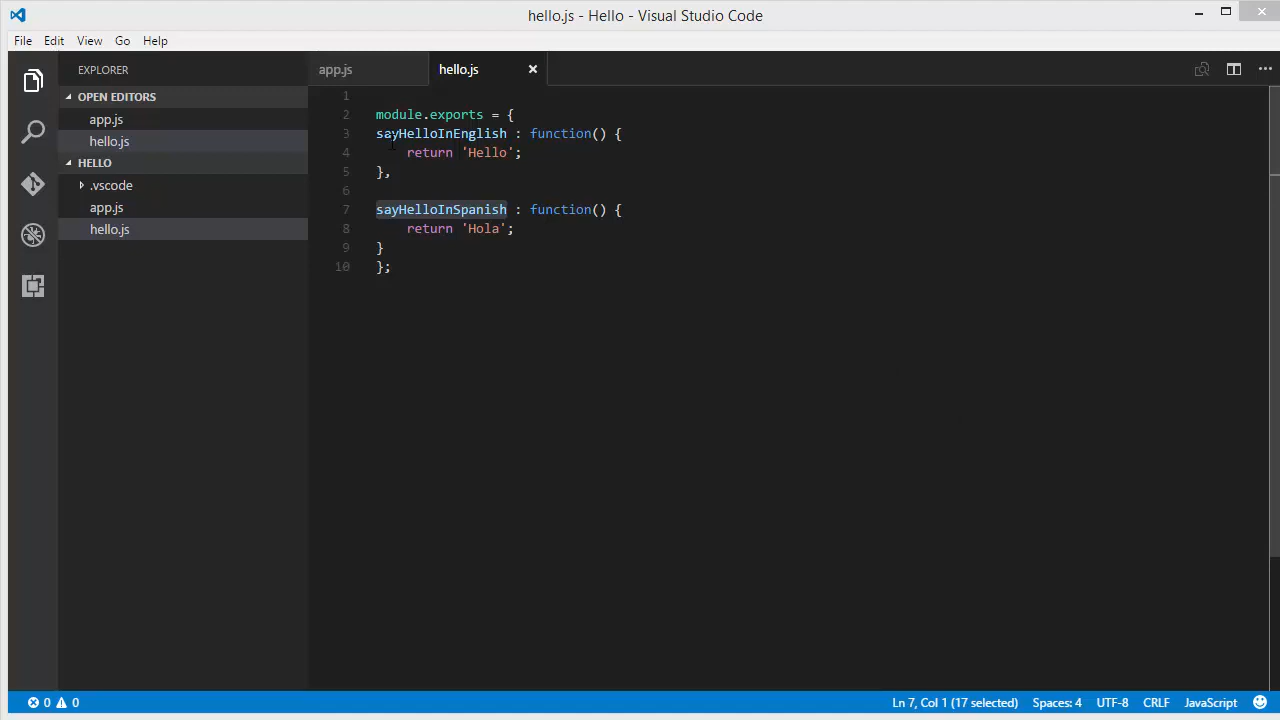 hello.js - Hello - Visual Studio Code
File Edit View Go Help
EXPLORER
OPEN EDITORS
app.js
hello.js
HELLO
.vscode
app.js
hello.js
app.js hello.js
1
2 module.exports = {
3 sayHelloInEnglish : function() {
4     return 'Hello';
5 },
6
7 sayHelloInSpanish : function() {
8     return 'Hola';
9 }
10 };
0 0 Ln 7, Col 1 (17 selected) Spaces: 4 UTF-8 CRLF JavaScript